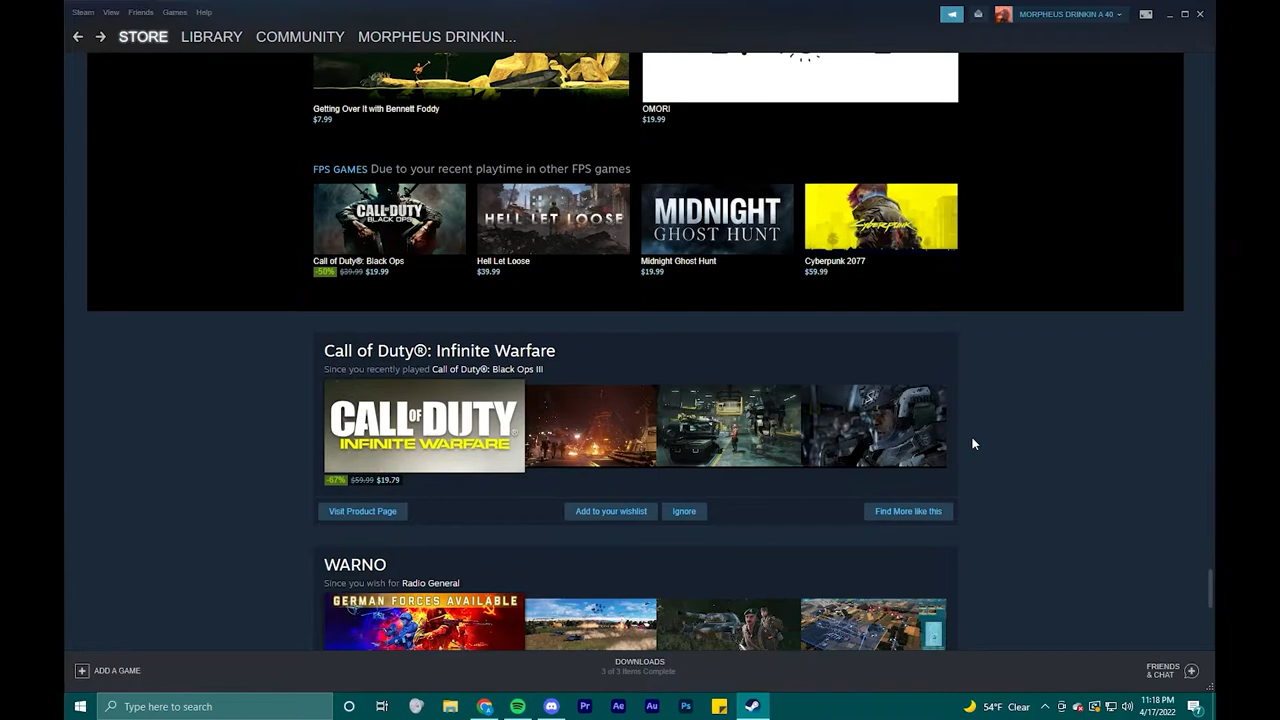 Steam View Friends Games Help
MORPHEUS DRINKIN A 40
STORE LIBRARY COMMUNITY MORPHEUS DRINKIN...
Getting Over It with Bennett Foddy
$7.99
OMORI
$19.99
FPS GAMES Due to your recent playtime in other FPS games
CALL OF DUTY
BLACK OPS
HELL LET LOOSE
MIDNIGHT
GHOST HUNT
CYBERPUNK
Call of Duty®: Black Ops
-50% $39.99 $19.99
Hell Let Loose
$39.99
Midnight Ghost Hunt
$19.99
Cyberpunk 2077
$59.99
Call of Duty®: Infinite Warfare
Since you recently played Call of Duty®: Black Ops III
CALL OF DUTY®
INFINITE WARFARE
-67% $59.99 $19.79
Visit Product Page Add to your wishlist Ignore Find More like this
WARNO
Since you wish for Radio General
GERMAN FORCES AVAILABLE
ADD A GAME
DOWNLOADS
3 of 3 Items Complete
FRIENDS
& CHAT
Type here to search
Pr Ae Au Ps
54°F Clear
11:18 PM
4/17/2022